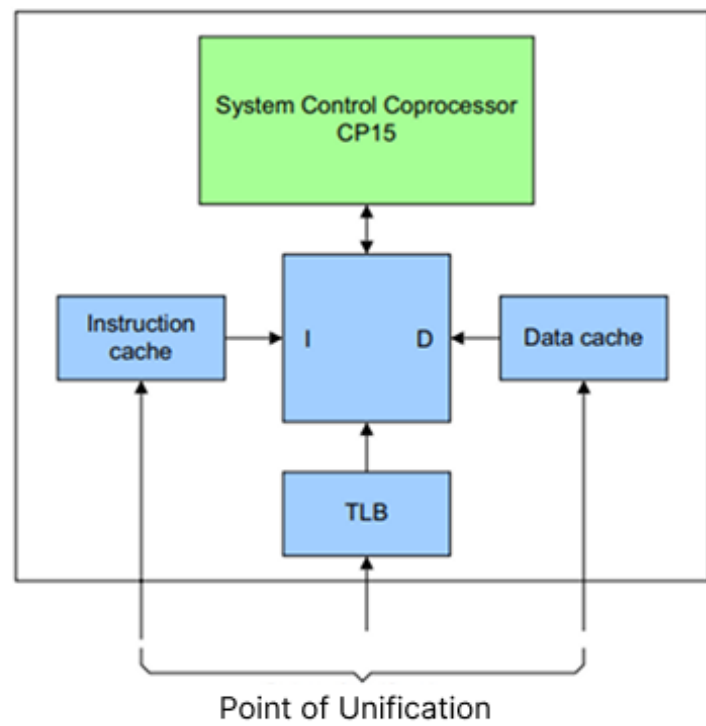 System Control Coprocessor
CP15
Instruction
cache
I
D
Data cache
TLB
Point of Unification